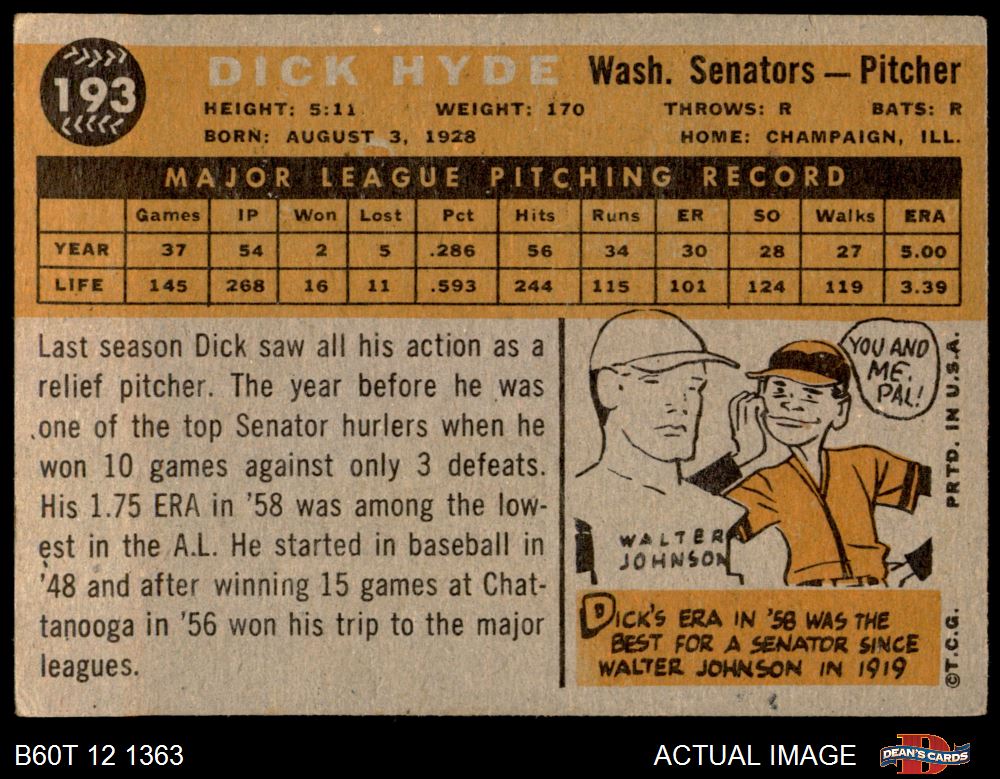 193
DICK HYDE Wash. Senators — Pitcher
HEIGHT: 5:11 WEIGHT: 170 THROWS: R BATS: R
BORN: AUGUST 3, 1928 HOME: CHAMPAIGN, ILL.
MAJOR LEAGUE PITCHING RECORD
Games IP Won Lost Pct Hits Runs ER SO Walks ERA
YEAR 37 54 2 5 .286 56 34 30 28 27 5.00
LIFE 145 268 16 11 .593 244 115 101 124 119 3.39
Last season Dick saw all his action as a
relief pitcher. The year before he was
one of the top Senator hurlers when he
won 10 games against only 3 defeats.
His 1.75 ERA in '58 was among the low-
est in the A.L. He started in baseball in
'48 and after winning 15 games at Chat-
tanooga in '56 won his trip to the major
leagues.
YOU AND
ME,
PAL!
WALTER
JOHNSON
DICK'S ERA IN '58 WAS THE
BEST FOR A SENATOR SINCE
WALTER JOHNSON IN 1919
©T.C.G. PRTD. IN U.S.A.
B60T 12 1363 ACTUAL IMAGE
D
DEAN'S CARDS